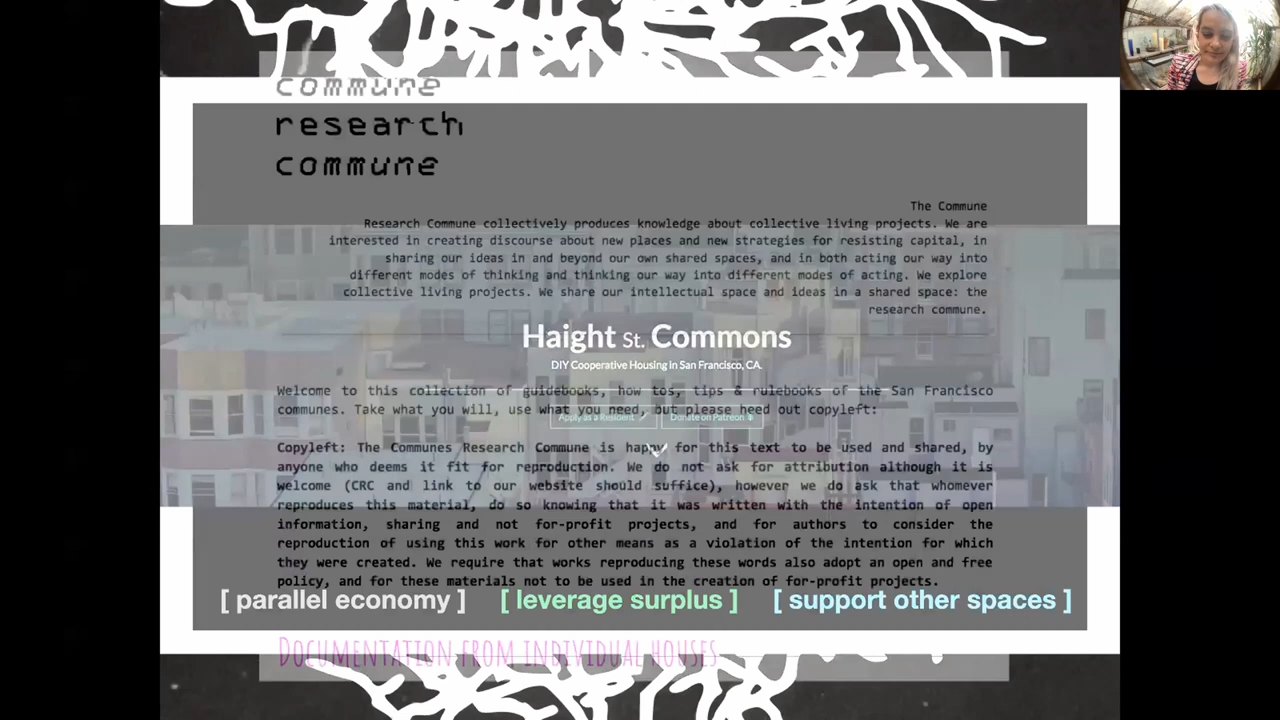 commune
research
commune
The Commune
Research Commune collectively produces knowledge about collective living projects. We are
interested in creating discourse about new places and new strategies for resisting capital, in
sharing our ideas in and beyond our own shared spaces, and in both acting our way into
different modes of thinking and thinking our way into different modes of acting. We explore
collective living projects. We share our intellectual space and ideas in a shared space: the
research commune.
Haight St. Commons
DIY Cooperative Housing in San Francisco, CA.
Welcome to this collection of guidebooks, how tos, tips & rulebooks of the San Francisco
communes. Take what you will, use what you need, but please heed out copyleft:
Apply as a Resident
Donate on Patreon
Copyleft: The Communes Research Commune is happy for this text to be used and shared, by
anyone who deems it fit for reproduction. We do not ask for attribution although it is
welcome (CRC and link to our website should suffice), however we do ask that whomever
reproduces this material, do so knowing that it was written with the intention of open
information, sharing and not for-profit projects, and for authors to consider the
reproduction of using this work for other means as a violation of the intention for which
they were created. We require that works reproducing these words also adopt an open and free
policy, and for these materials not to be used in the creation of for-profit projects.
[ parallel economy ] [ leverage surplus ] [ support other spaces ]
DOCUMENTATION FROM INDIVIDUAL HOUSES